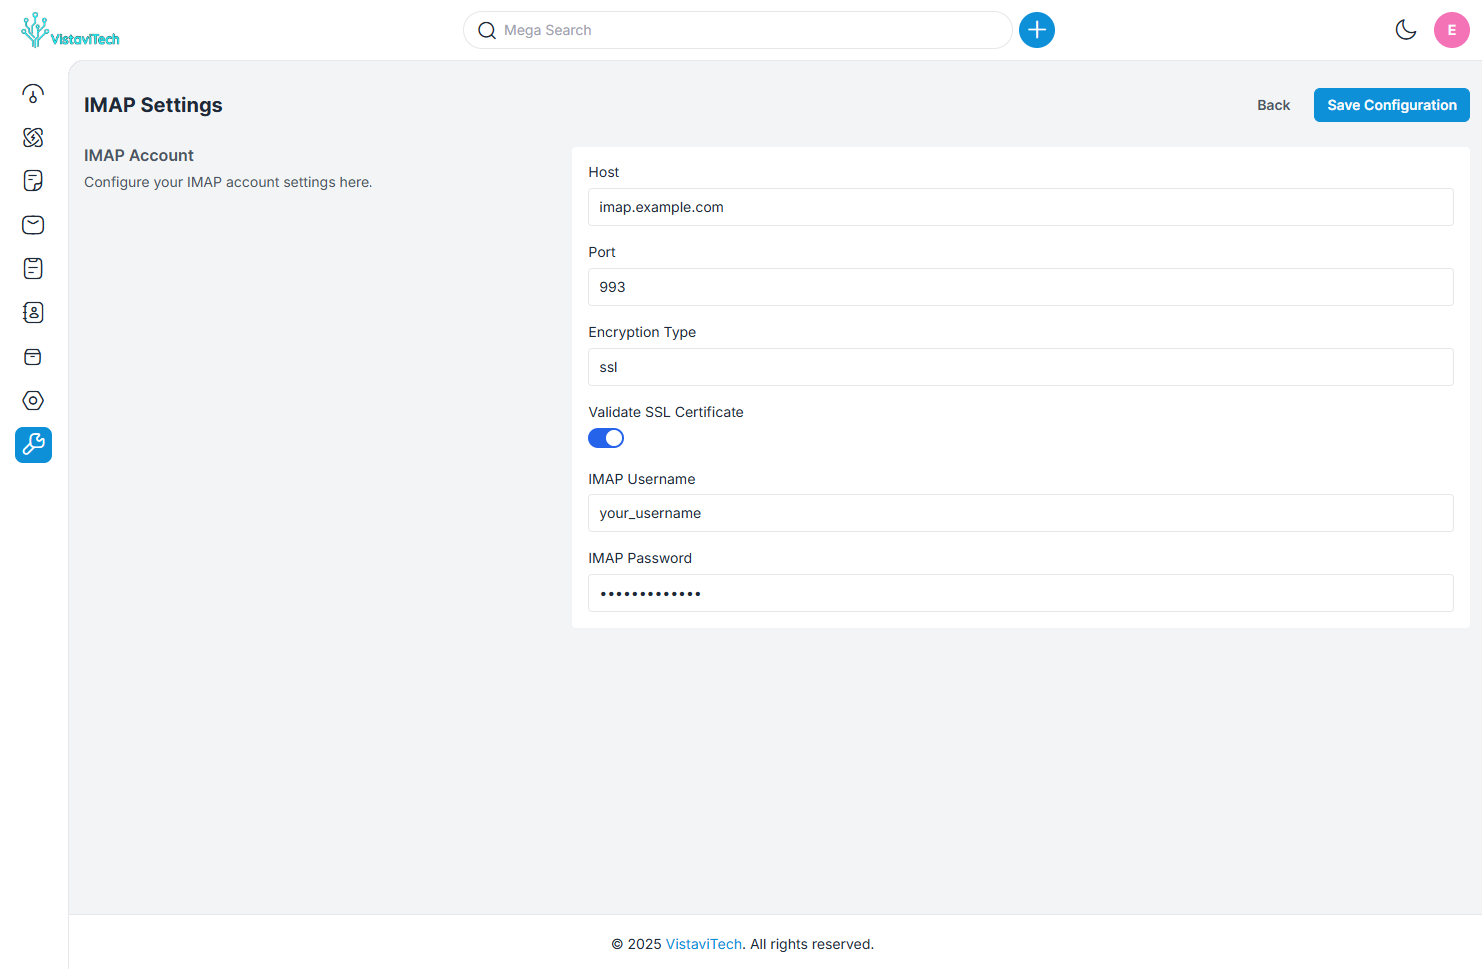 VistaviTech
Mega Search
E
IMAP Settings
Back
Save Configuration
IMAP Account
Configure your IMAP account settings here.
Host
imap.example.com
Port
993
Encryption Type
ssl
Validate SSL Certificate
IMAP Username
your_username
IMAP Password
•••••••••••••
© 2025 VistaviTech. All rights reserved.